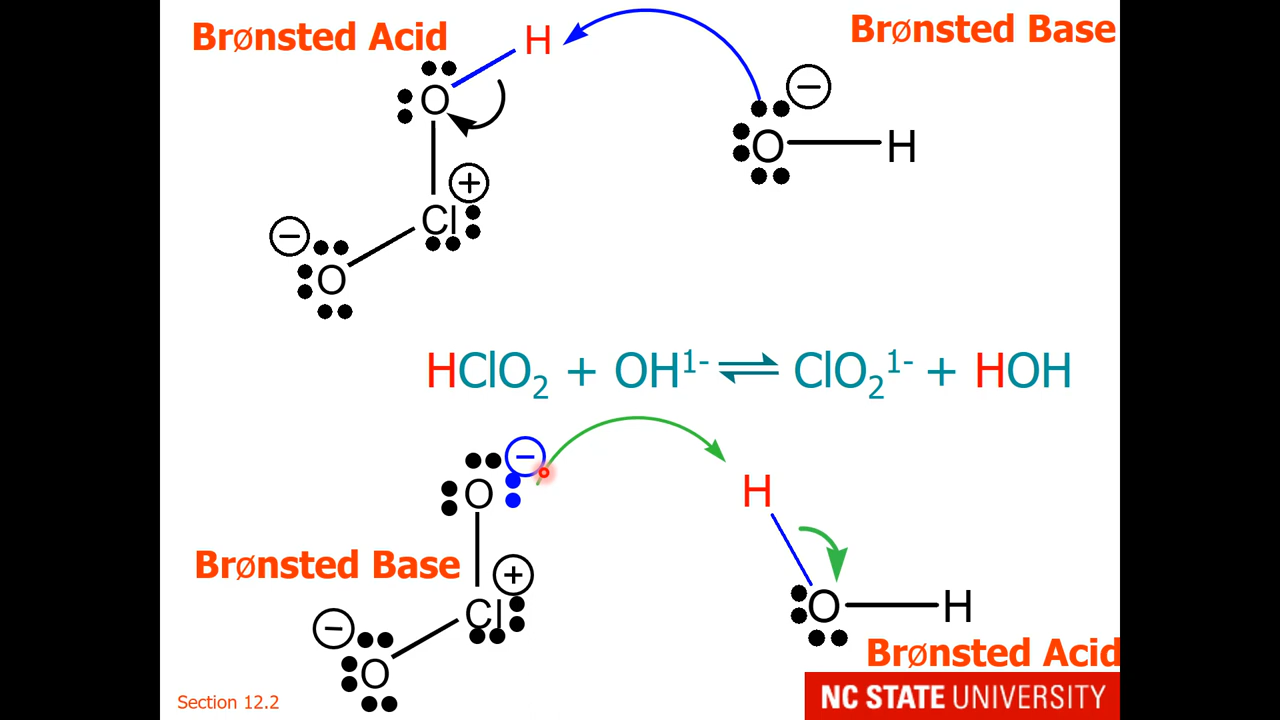 Brønsted Acid
Brønsted Base
H
O
−
O
H
+
Cl
−
O
HClO₂ + OH¹⁻ ⇌ ClO₂¹⁻ + HOH
−
O
H
Brønsted Base
+
Cl
O
H
−
O
Brønsted Acid
Section 12.2
NC STATE UNIVERSITY